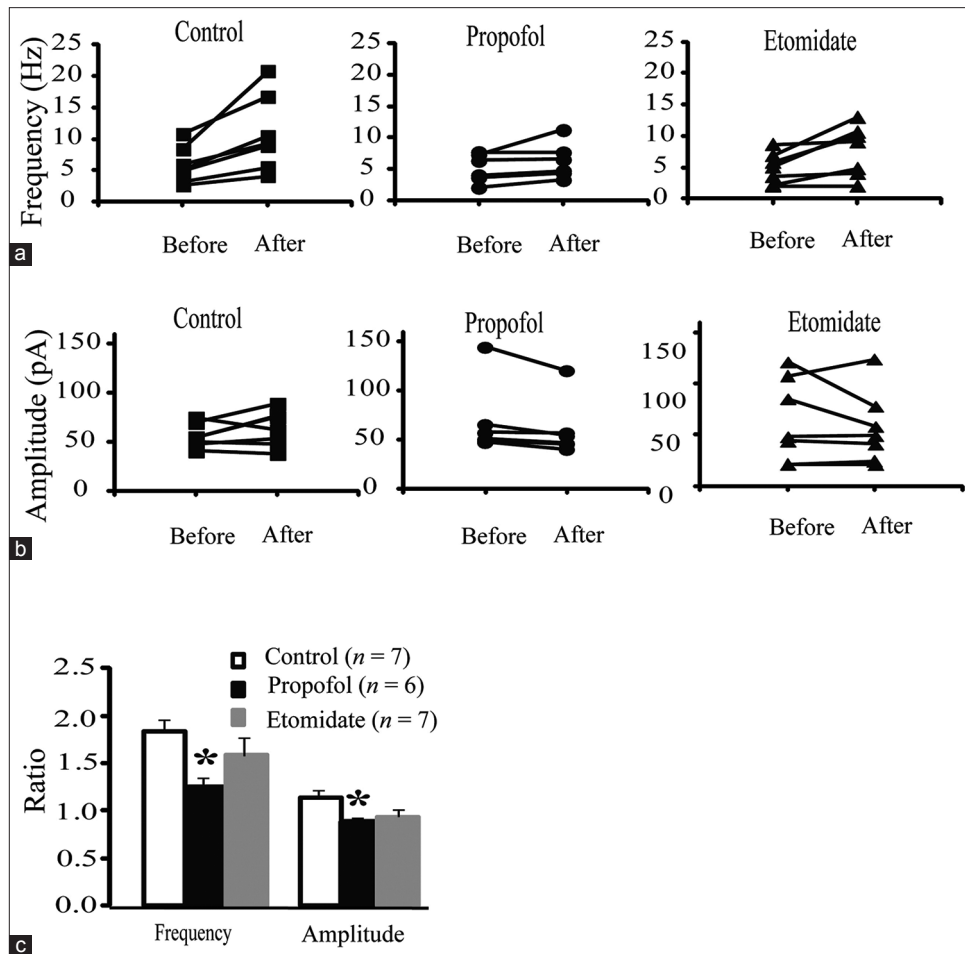 Control
Propofol
Etomidate
Frequency (Hz)
25
20
15
10
5
0
25
20
15
10
5
0
25
20
15
10
5
0
Before After
Before After
Before After
a
Control
Propofol
Etomidate
Amplitude (pA)
150
100
50
0
150
100
50
0
150
100
50
0
Before After
Before After
Before After
b
Ratio
2.5
2.0
1.5
1.0
0.5
0.0
Control (n = 7)
Propofol (n = 6)
Etomidate (n = 7)
*
*
Frequency
Amplitude
c